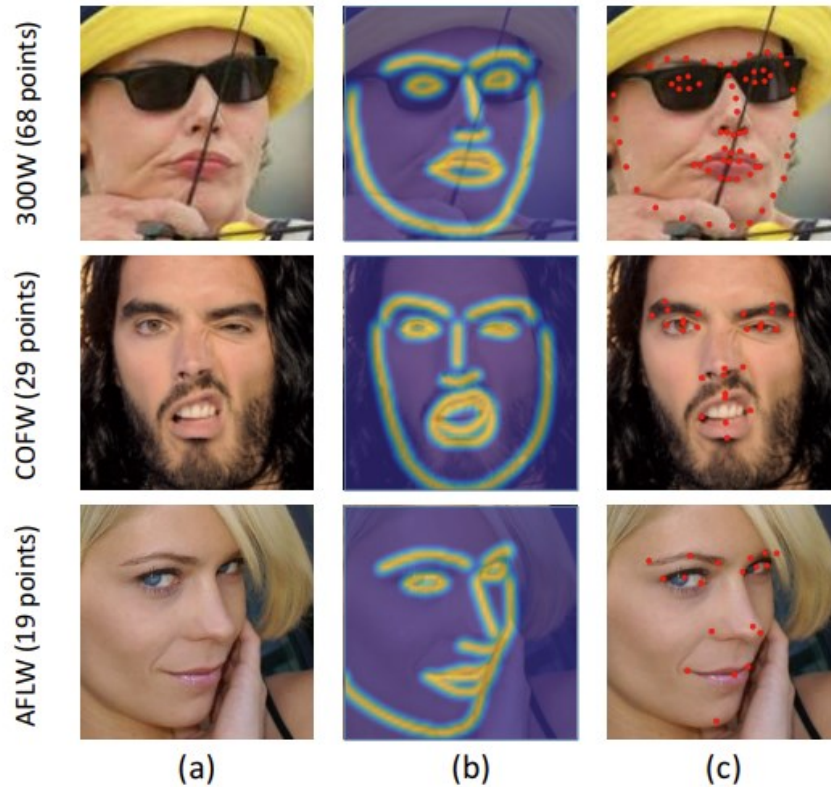 300W (68 points)
COFW (29 points)
AFLW (19 points)
(a)
(b)
(c)